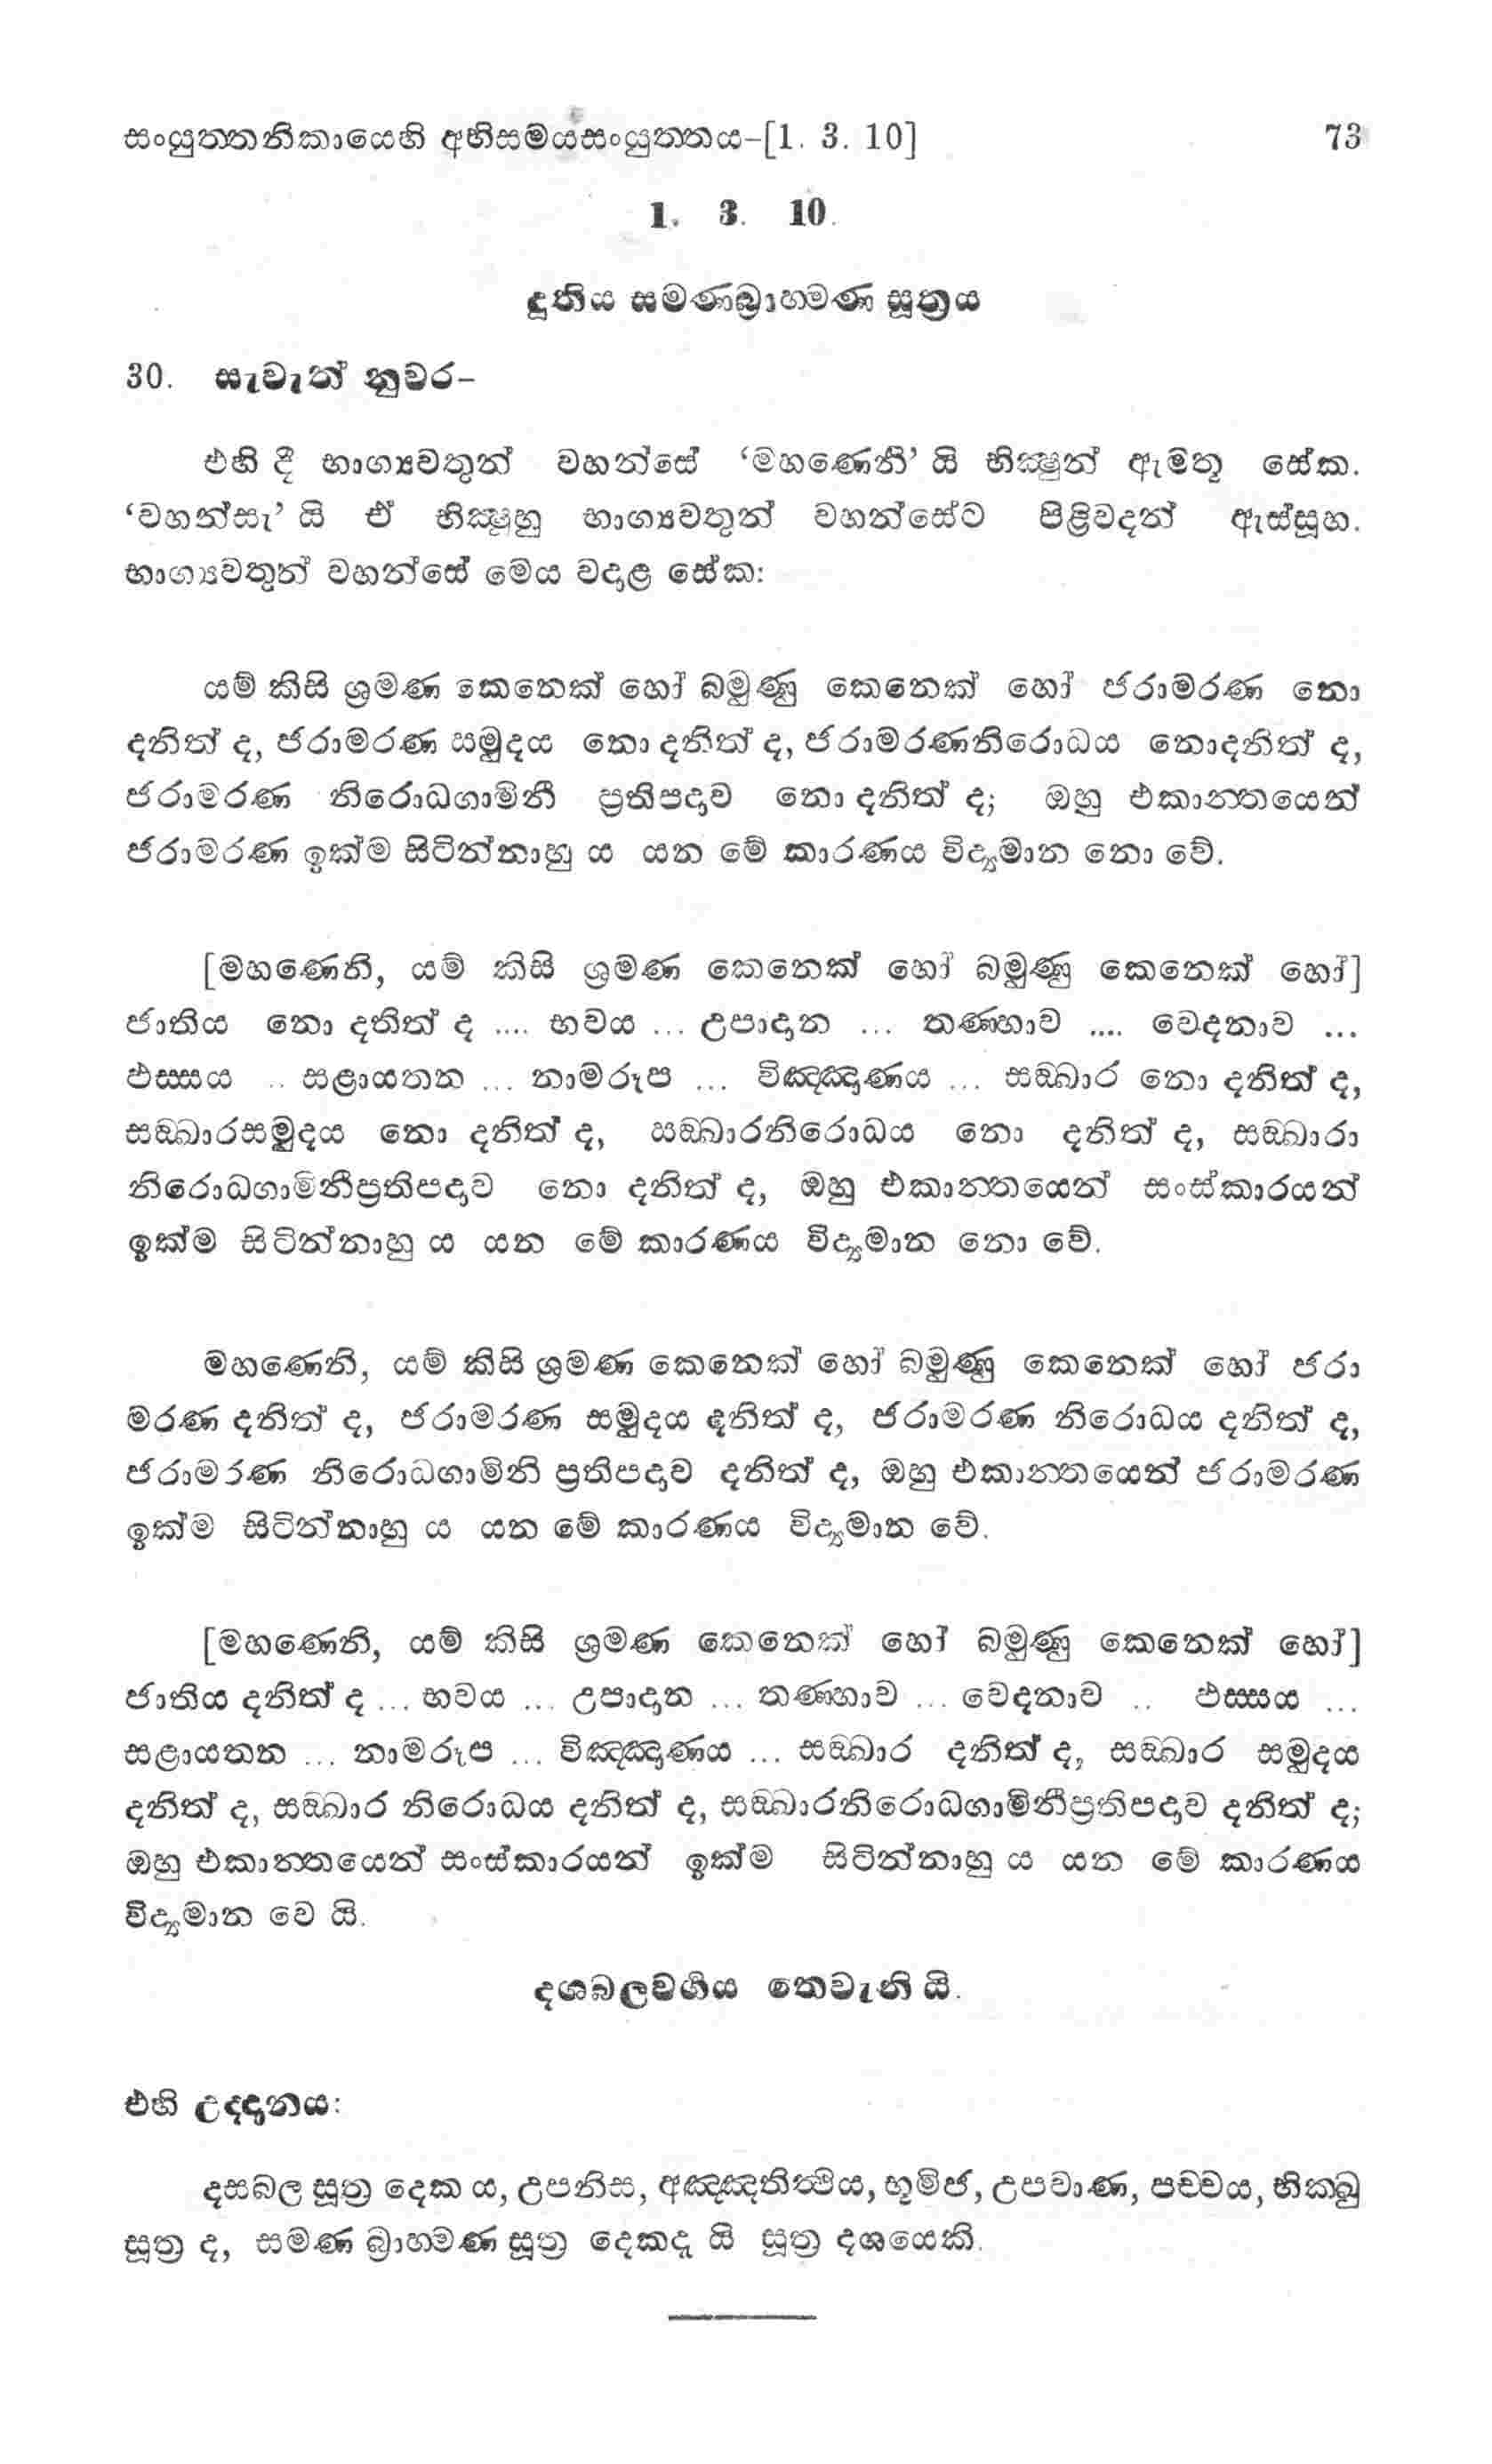 සංයුත්තනිකායෙහි අභිසමයසංයුත්තය-[1. 3. 10] 73
1. 3. 10.
දුතිය සමණබ්‍රාහ්මණ සූත්‍රය
30. සැවැත් නුවර-
එහි දී භාග්‍යවතුන් වහන්සේ ‘මහණෙනි’ යි භික්‍ෂූන් ඇමතූ සේක.
‘වහන්සැ’ යි ඒ භික්‍ෂූහු භාග්‍යවතුන් වහන්සේට පිළිවදන් ඇස්සූහ.
භාග්‍යවතුන් වහන්සේ මෙය වදාළ සේක:
යම් කිසි ශ්‍රමණ කෙනෙක් හෝ බමුණු කෙනෙක් හෝ ජරාමරණ නො
දනිත් ද, ජරාමරණ සමුදය නො දනිත් ද, ජරාමරණනිරොධය නොදනිත් ද,
ජරාමරණ නිරොධගාමිනී ප්‍රතිපදාව නො දනිත් ද; ඔහු එකාන්තයෙන්
ජරාමරණ ඉක්ම සිටින්නාහු ය යන මේ කාරණය විද්‍යමාන නො වේ.
[මහණෙනි, යම් කිසි ශ්‍රමණ කෙනෙක් හෝ බමුණු කෙනෙක් හෝ]
ජාතිය නො දනිත් ද .... භවය ... උපාදාන ... තණ්හාව .... වෙදනාව ...
ඵස්සය .. සළායතන ... නාමරූප ... විඤ්ඤාණය ... සඞ්ඛාර නො දනිත් ද,
සඞ්ඛාරසමුදය නො දනිත් ද, සඞ්ඛාරනිරොධය නො දනිත් ද, සඞ්ඛාරා
නිරොධගාමිනීප්‍රතිපදාව නො දනිත් ද, ඔහු එකාන්තයෙන් සංස්කාරයන්
ඉක්ම සිටින්නාහු ය යන මේ කාරණය විද්‍යමාන නො වේ.
මහණෙනි, යම් කිසි ශ්‍රමණ කෙනෙක් හෝ බමුණු කෙනෙක් හෝ ජරා
මරණ දනිත් ද, ජරාමරණ සමුදය දනිත් ද, ජරාමරණ නිරොධය දනිත් ද,
ජරාමරණ නිරොධගාමිනි ප්‍රතිපදාව දනිත් ද, ඔහු එකාන්තයෙන් ජරාමරණ
ඉක්ම සිටින්නාහු ය යන මේ කාරණය විද්‍යමාන වේ.
[මහණෙනි, යම් කිසි ශ්‍රමණ කෙනෙක් හෝ බමුණු කෙනෙක් හෝ]
ජාතිය දනිත් ද ... භවය ... උපාදාන ... තණ්හාව ... වෙදනාව .. ඵස්සය ...
සළායතන ... නාමරූප ... විඤ්ඤාණය ... සඞ්ඛාර දනිත් ද, සඞ්ඛාර සමුදය
දනිත් ද, සඞ්ඛාර නිරොධය දනිත් ද, සඞ්ඛාරනිරොධගාමිනීප්‍රතිපදාව දනිත් ද;
ඔහු එකාන්තයෙන් සංස්කාරයන් ඉක්ම සිටින්නාහු ය යන මේ කාරණය
විද්‍යමාන වෙ යි.
දශබලවර්‍ගය තෙවැනි යි.
එහි උද්දානය:
දසබල සූත්‍ර දෙක ය, උපනිස, අඤ්ඤතිත්ථිය, භූමිජ, උපවාණ, පච්චය, භික්ඛු
සූත්‍ර ද, සමණ බ්‍රාහ්මණ සූත්‍ර දෙකදැ යි සූත්‍ර දශයෙකි.